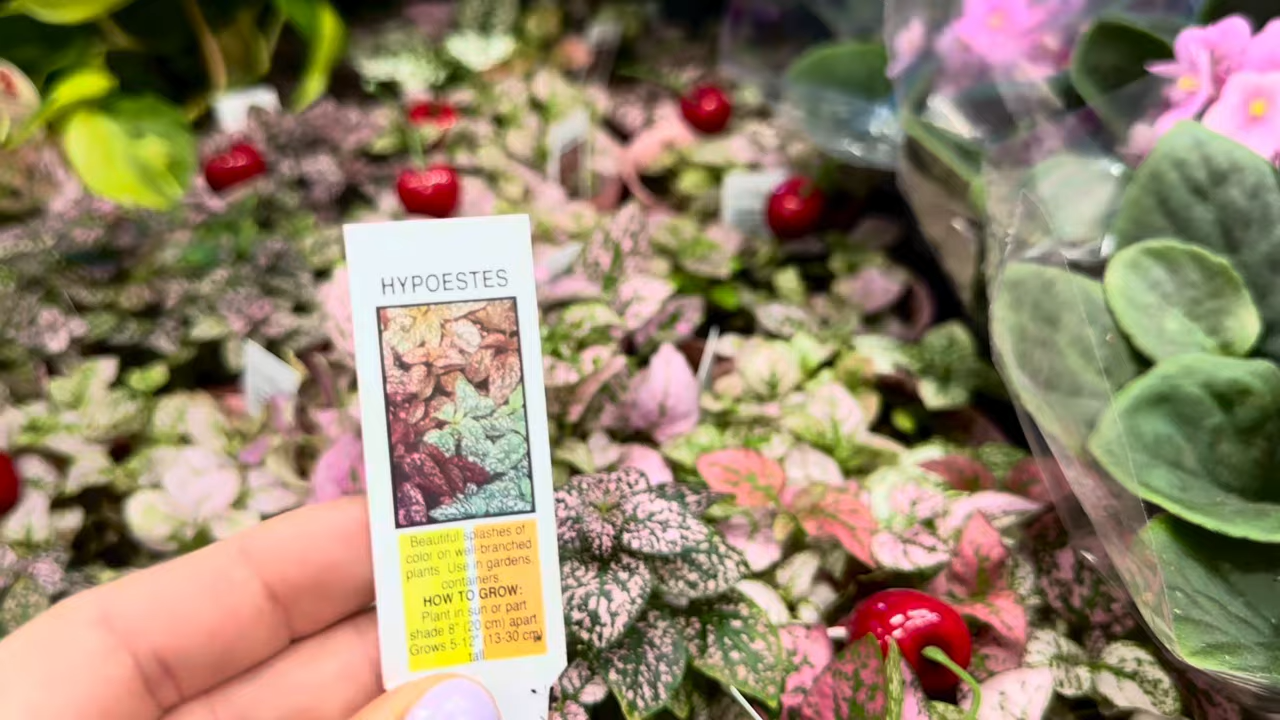 HYPOESTES
Beautiful splashes of
color on well-branched
plants. Use in gardens,
containers.
HOW TO GROW:
Plant in sun or part
shade 8" (20 cm) apart
Grows 5-12" (13-30 cm)
tall